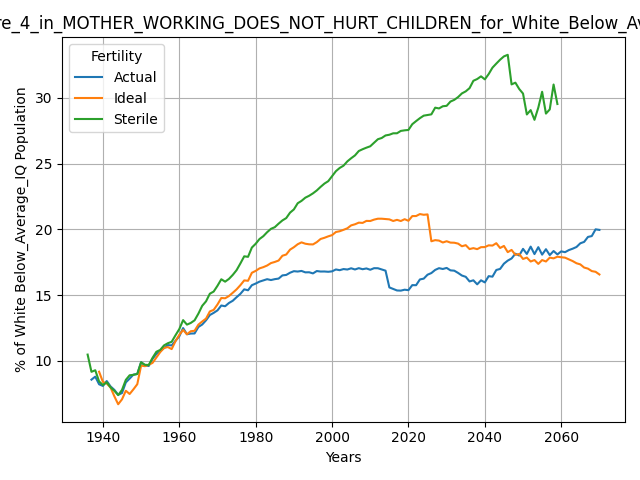 re_4_in_MOTHER_WORKING_DOES_NOT_HURT_CHILDREN_for_White_Below_Av
Fertility
Actual
Ideal
Sterile
% of White Below_Average_IQ Population
30
25
20
15
10
1940
1960
1980
2000
2020
2040
2060
Years